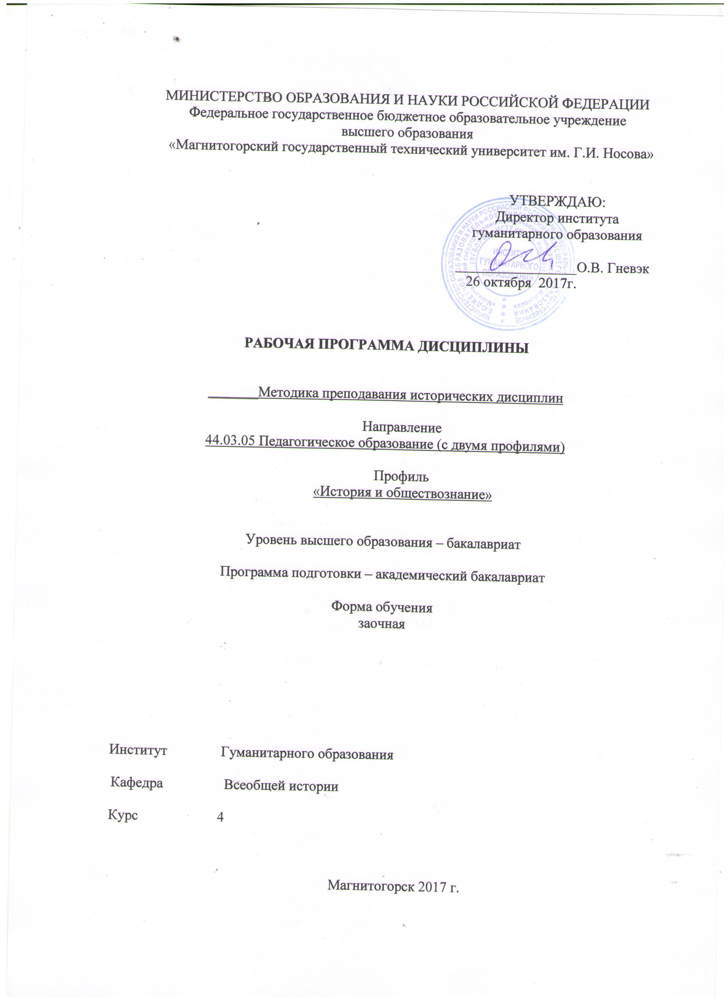 МИНИСТЕРСТВО ОБРАЗОВАНИЯ И НАУКИ РОССИЙСКОЙ ФЕДЕРАЦИИ
Федеральное государственное бюджетное образовательное учреждение
высшего образования
«Магнитогорский государственный технический университет им. Г.И. Носова»
УТВЕРЖДАЮ:
Директор института
гуманитарного образования
ИНСТИТУТ
ГУМАНИТАРНОГО
ОБРАЗОВАНИЯ
О.В. Гневэк
26 октября 2017г.
РАБОЧАЯ ПРОГРАММА ДИСЦИПЛИНЫ
Методика преподавания исторических дисциплин
Направление
44.03.05 Педагогическое образование (с двумя профилями)
Профиль
«История и обществознание»
Уровень высшего образования – бакалавриат
Программа подготовки – академический бакалавриат
Форма обучения
заочная
Институт Гуманитарного образования
Кафедра Всеобщей истории
Курс 4
Магнитогорск 2017 г.